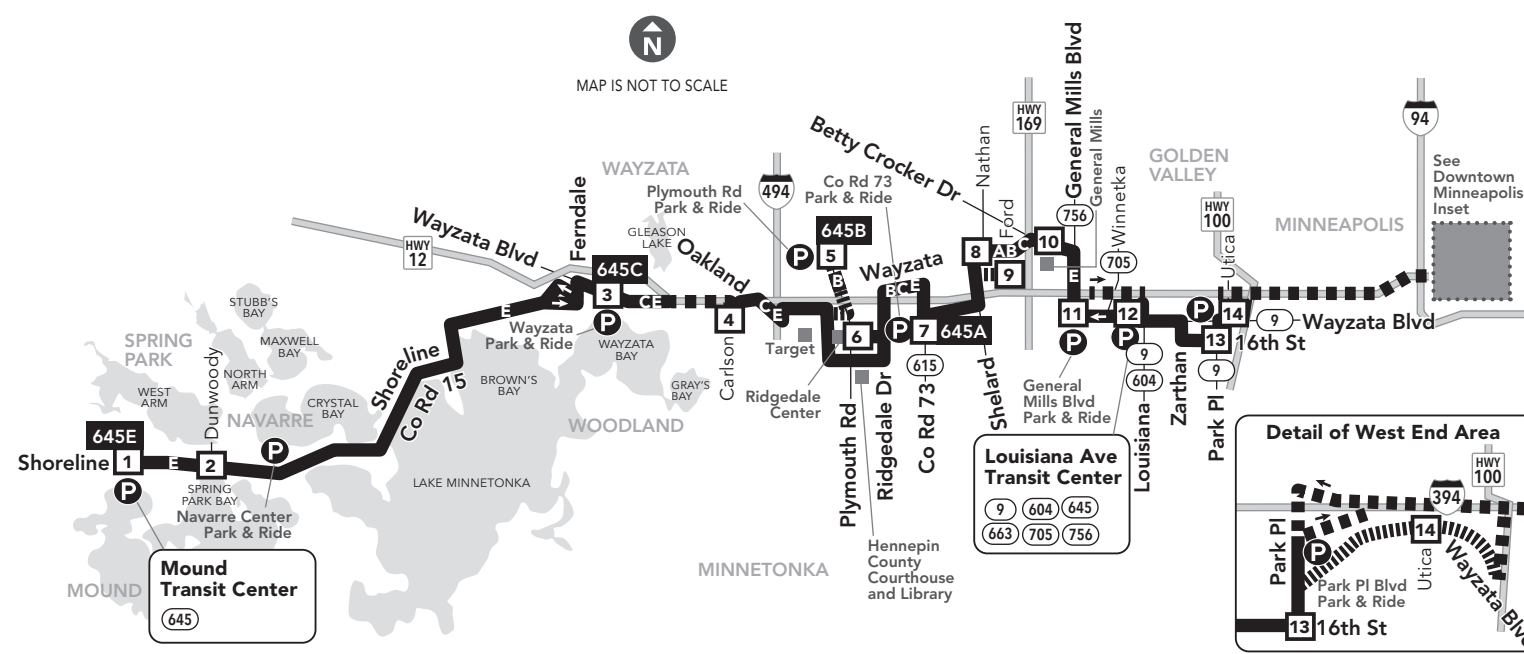 N
MAP IS NOT TO SCALE
HWY
12
Wayzata Blvd
Ferndale
WAYZATA
GLEASON
LAKE
Oakland
Plymouth Rd
Park & Ride
494
Co Rd 73
Park & Ride
645B
P
5
B
Wayzata
BCE
Betty Crocker Dr
Nathan
HWY
169
Ford
General Mills Blvd
General Mills
756
Winnetka
705
GOLDEN
VALLEY
HWY
100
Utica
MINNEAPOLIS
94
See
Downtown
Minneapolis
Inset
645C
3
CE
4
CE
6
P
7
645A
8
ABC
9
10
E
11
P
12
P
P
13
14
9
Wayzata Blvd
16th St
9
9
604
615
STUBB'S
BAY
SPRING
PARK
MAXWELL
BAY
NORTH
ARM
WEST
ARM
Dunwoody
NAVARRE
CRYSTAL
BAY
Shoreline
Co Rd 15
E
Wayzata
Park & Ride
P
WAYZATA
BAY
BROWN'S
BAY
GRAY'S
BAY
WOODLAND
Carlson
Target
Ridgedale
Center
Plymouth Rd
Ridgedale Dr
Co Rd 73
Shelard
General
Mills Blvd
Park & Ride
Louisiana
Zarthan
Park Pl
645E
Shoreline
1
E
2
P
P
SPRING
PARK BAY
Navarre Center
Park & Ride
LAKE MINNETONKA
MOUND
Mound
Transit Center
645
MINNETONKA
Hennepin
County
Courthouse
and Library
Louisiana Ave
Transit Center
9 604 645
663 705 756
Detail of West End Area
HWY
100
394
Park Pl
P
14
Utica
Wayzata Blv
Park Pl Blvd
Park & Ride
13
16th St